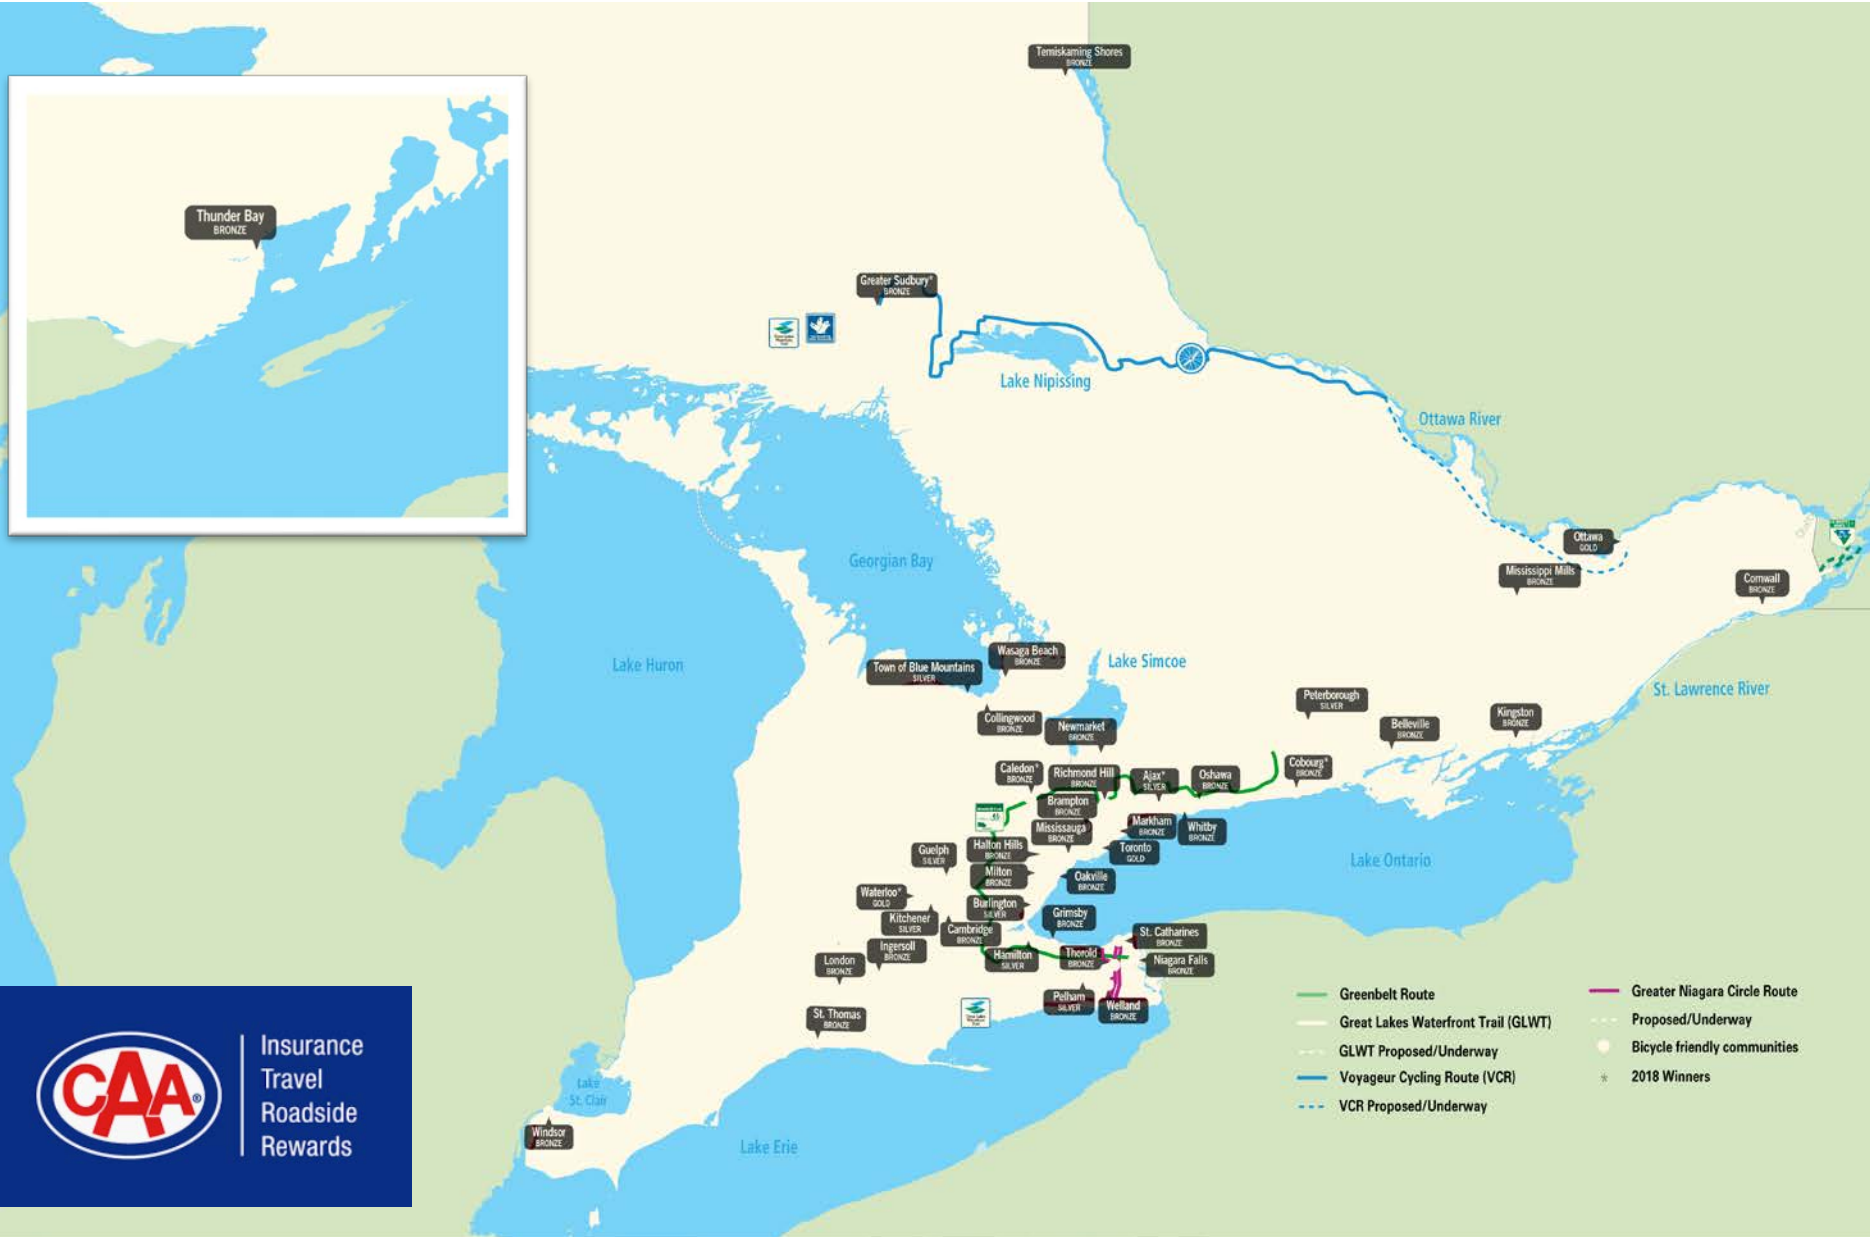 Temiskaming Shores
BRONZE
Thunder Bay
BRONZE
Greater Sudbury*
BRONZE
Lake Nipissing
Ottawa River
Ottawa
GOLD
Mississippi Mills
BRONZE
Cornwall
BRONZE
Georgian Bay
Lake Huron
Wasaga Beach
BRONZE
Town of Blue Mountains
SILVER
Lake Simcoe
St. Lawrence River
Peterborough
SILVER
Collingwood
BRONZE
Newmarket
BRONZE
Belleville
BRONZE
Kingston
BRONZE
Caledon*
BRONZE
Richmond Hill
BRONZE
Ajax*
SILVER
Oshawa
BRONZE
Cobourg*
BRONZE
Brampton
BRONZE
Mississauga
BRONZE
Markham
BRONZE
Whitby
BRONZE
Guelph
SILVER
Halton Hills
BRONZE
Toronto
GOLD
Lake Ontario
Milton
BRONZE
Oakville
BRONZE
Waterloo*
GOLD
Burlington
SILVER
Kitchener
SILVER
Grimsby
BRONZE
Cambridge
BRONZE
St. Catharines
BRONZE
Ingersoll
BRONZE
London
BRONZE
Hamilton
SILVER
Thorold
BRONZE
Niagara Falls
BRONZE
Pelham
SILVER
Welland
BRONZE
St. Thomas
BRONZE
Lake
St. Clair
Windsor
BRONZE
Lake Erie
Greenbelt Route
Great Lakes Waterfront Trail (GLWT)
GLWT Proposed/Underway
Voyageur Cycling Route (VCR)
VCR Proposed/Underway
Greater Niagara Circle Route
Proposed/Underway
Bicycle friendly communities
* 2018 Winners
CAA®
Insurance
Travel
Roadside
Rewards